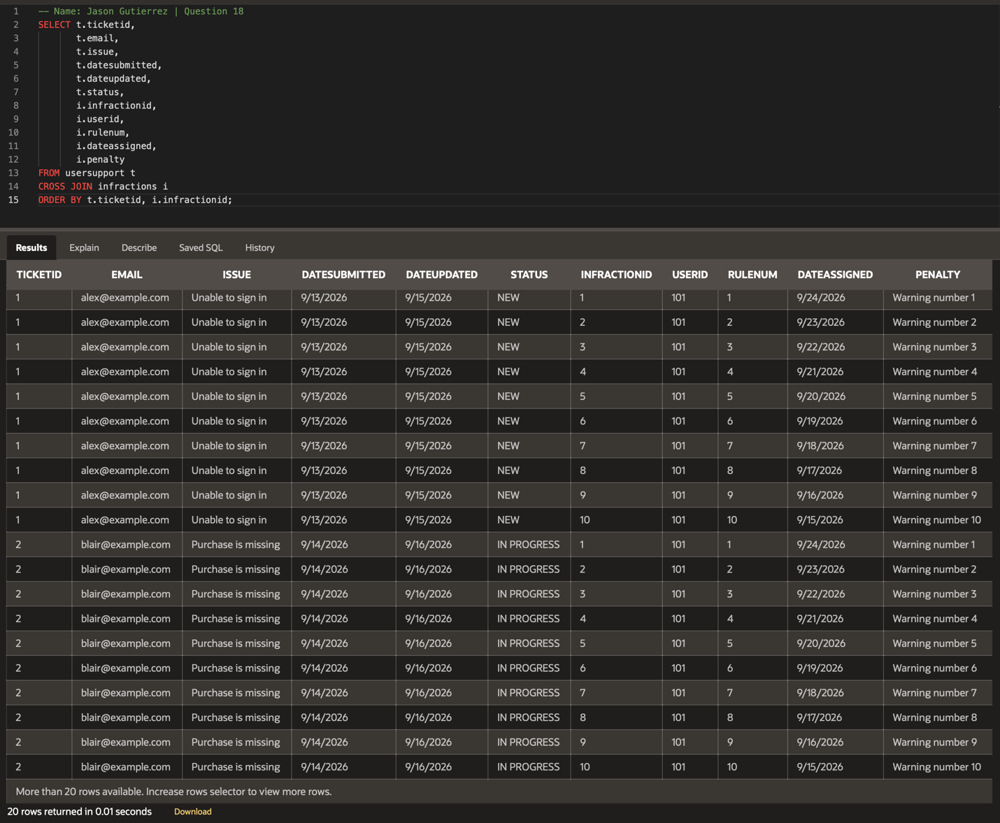 1 -- Name: Jason Gutierrez | Question 18
2 SELECT t.ticketid,
3 t.email,
4 t.issue,
5 t.datesubmitted,
6 t.dateupdated,
7 t.status,
8 i.infractionid,
9 i.userid,
10 i.rulenum,
11 i.dateassigned,
12 i.penalty
13 FROM usersupport t
14 CROSS JOIN infractions i
15 ORDER BY t.ticketid, i.infractionid;
Results Explain Describe Saved SQL History
TICKETID EMAIL ISSUE DATESUBMITTED DATEUPDATED STATUS INFRACTIONID USERID RULENUM DATEASSIGNED PENALTY
1 alex@example.com Unable to sign in 9/13/2026 9/15/2026 NEW 1 101 1 9/24/2026 Warning number 1
1 alex@example.com Unable to sign in 9/13/2026 9/15/2026 NEW 2 101 2 9/23/2026 Warning number 2
1 alex@example.com Unable to sign in 9/13/2026 9/15/2026 NEW 3 101 3 9/22/2026 Warning number 3
1 alex@example.com Unable to sign in 9/13/2026 9/15/2026 NEW 4 101 4 9/21/2026 Warning number 4
1 alex@example.com Unable to sign in 9/13/2026 9/15/2026 NEW 5 101 5 9/20/2026 Warning number 5
1 alex@example.com Unable to sign in 9/13/2026 9/15/2026 NEW 6 101 6 9/19/2026 Warning number 6
1 alex@example.com Unable to sign in 9/13/2026 9/15/2026 NEW 7 101 7 9/18/2026 Warning number 7
1 alex@example.com Unable to sign in 9/13/2026 9/15/2026 NEW 8 101 8 9/17/2026 Warning number 8
1 alex@example.com Unable to sign in 9/13/2026 9/15/2026 NEW 9 101 9 9/16/2026 Warning number 9
1 alex@example.com Unable to sign in 9/13/2026 9/15/2026 NEW 10 101 10 9/15/2026 Warning number 10
2 blair@example.com Purchase is missing 9/14/2026 9/16/2026 IN PROGRESS 1 101 1 9/24/2026 Warning number 1
2 blair@example.com Purchase is missing 9/14/2026 9/16/2026 IN PROGRESS 2 101 2 9/23/2026 Warning number 2
2 blair@example.com Purchase is missing 9/14/2026 9/16/2026 IN PROGRESS 3 101 3 9/22/2026 Warning number 3
2 blair@example.com Purchase is missing 9/14/2026 9/16/2026 IN PROGRESS 4 101 4 9/21/2026 Warning number 4
2 blair@example.com Purchase is missing 9/14/2026 9/16/2026 IN PROGRESS 5 101 5 9/20/2026 Warning number 5
2 blair@example.com Purchase is missing 9/14/2026 9/16/2026 IN PROGRESS 6 101 6 9/19/2026 Warning number 6
2 blair@example.com Purchase is missing 9/14/2026 9/16/2026 IN PROGRESS 7 101 7 9/18/2026 Warning number 7
2 blair@example.com Purchase is missing 9/14/2026 9/16/2026 IN PROGRESS 8 101 8 9/17/2026 Warning number 8
2 blair@example.com Purchase is missing 9/14/2026 9/16/2026 IN PROGRESS 9 101 9 9/16/2026 Warning number 9
2 blair@example.com Purchase is missing 9/14/2026 9/16/2026 IN PROGRESS 10 101 10 9/15/2026 Warning number 10
More than 20 rows available. Increase rows selector to view more rows.
20 rows returned in 0.01 seconds Download